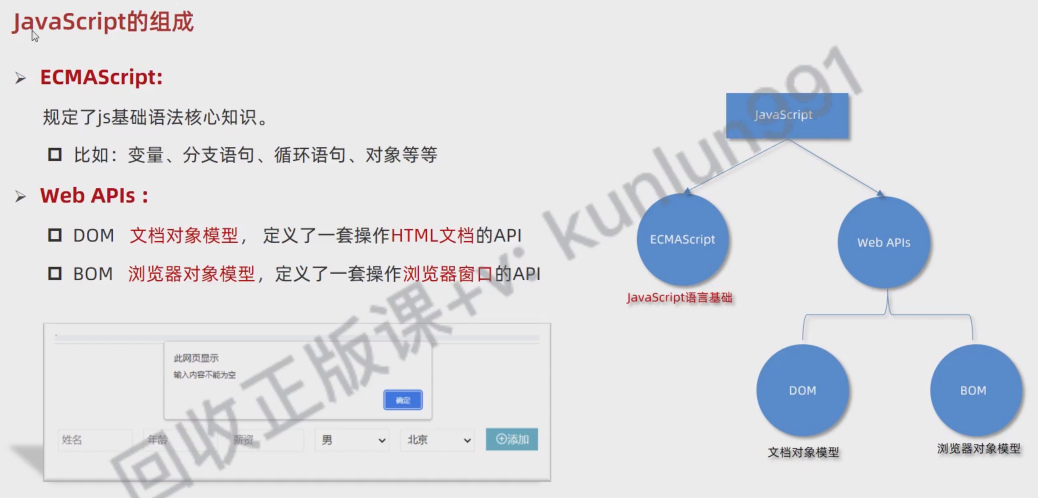 JavaScript的组成
ECMAScript:
规定了js基础语法核心知识。
比如：变量、分支语句、循环语句、对象等等
Web APIs：
DOM 文档对象模型， 定义了一套操作HTML文档的API
BOM 浏览器对象模型，定义了一套操作浏览器窗口的API
此网页显示
输入内容不能为空
确定
姓名 年龄 薪资 男 北京 添加
JavaScript
ECMAScript
Web APIs
JavaScript语言基础
DOM
BOM
文档对象模型
浏览器对象模型
回收正版课+v: kunlun991